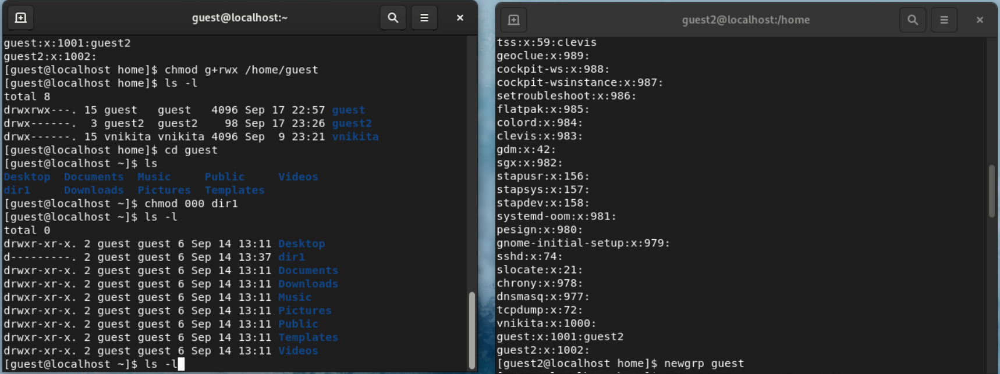 guest@localhost:~
guest:x:1001:guest2
guest2:x:1002:
[guest@localhost home]$ chmod g+rwx /home/guest
[guest@localhost home]$ ls -l
total 8
drwxrwx---. 15 guest   guest   4096 Sep 17 22:57 guest
drwx------.  3 guest2  guest2    98 Sep 17 23:26 guest2
drwx------. 15 vnikita vnikita 4096 Sep  9 23:21 vnikita
[guest@localhost home]$ cd guest
[guest@localhost ~]$ ls
Desktop  Documents  Music     Public     Videos
dir1     Downloads  Pictures  Templates
[guest@localhost ~]$ chmod 000 dir1
[guest@localhost ~]$ ls -l
total 0
drwxr-xr-x. 2 guest guest 6 Sep 14 13:11 Desktop
d---------. 2 guest guest 6 Sep 14 13:37 dir1
drwxr-xr-x. 2 guest guest 6 Sep 14 13:11 Documents
drwxr-xr-x. 2 guest guest 6 Sep 14 13:11 Downloads
drwxr-xr-x. 2 guest guest 6 Sep 14 13:11 Music
drwxr-xr-x. 2 guest guest 6 Sep 14 13:11 Pictures
drwxr-xr-x. 2 guest guest 6 Sep 14 13:11 Public
drwxr-xr-x. 2 guest guest 6 Sep 14 13:11 Templates
drwxr-xr-x. 2 guest guest 6 Sep 14 13:11 Videos
[guest@localhost ~]$ ls -l
guest2@localhost:/home
tss:x:59:clevis
geoclue:x:989:
cockpit-ws:x:988:
cockpit-wsinstance:x:987:
setroubleshoot:x:986:
flatpak:x:985:
colord:x:984:
clevis:x:983:
gdm:x:42:
sgx:x:982:
stapusr:x:156:
stapsys:x:157:
stapdev:x:158:
systemd-oom:x:981:
pesign:x:980:
gnome-initial-setup:x:979:
sshd:x:74:
slocate:x:21:
chrony:x:978:
dnsmasq:x:977:
tcpdump:x:72:
vnikita:x:1000:
guest:x:1001:guest2
guest2:x:1002:
[guest2@localhost home]$ newgrp guest